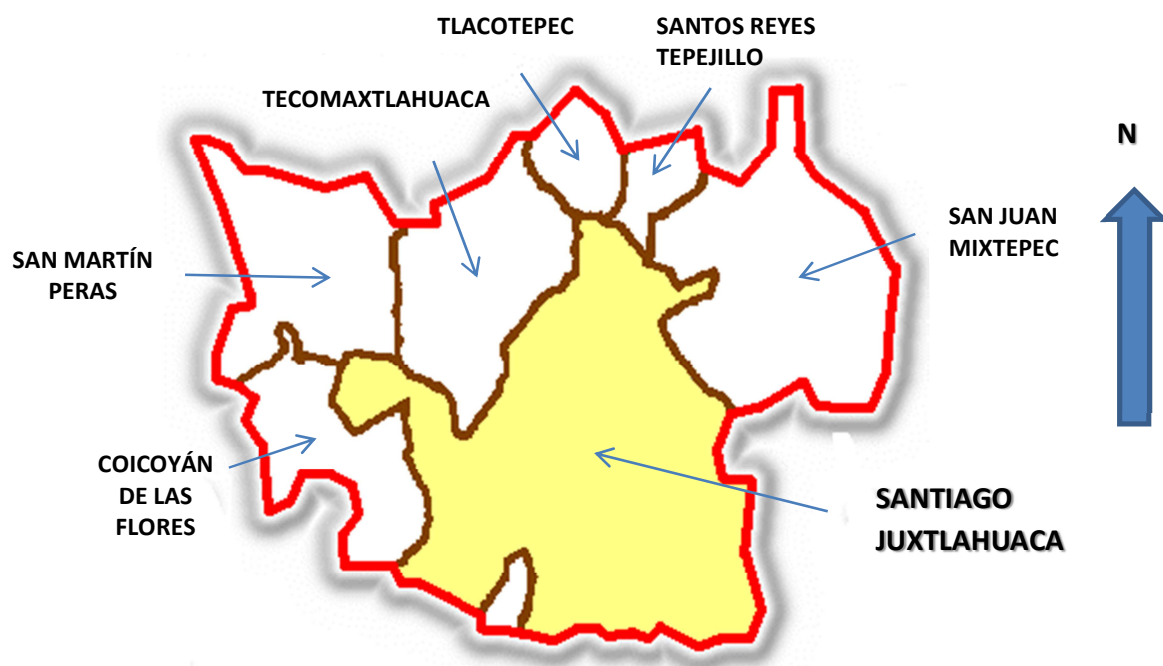 TLACOTEPEC
SANTOS REYES
TEPEJILLO
TECOMAXTLAHUACA
N
SAN JUAN
MIXTEPEC
SAN MARTÍN
PERAS
COICOYÁN
DE LAS
FLORES
SANTIAGO
JUXTLAHUACA